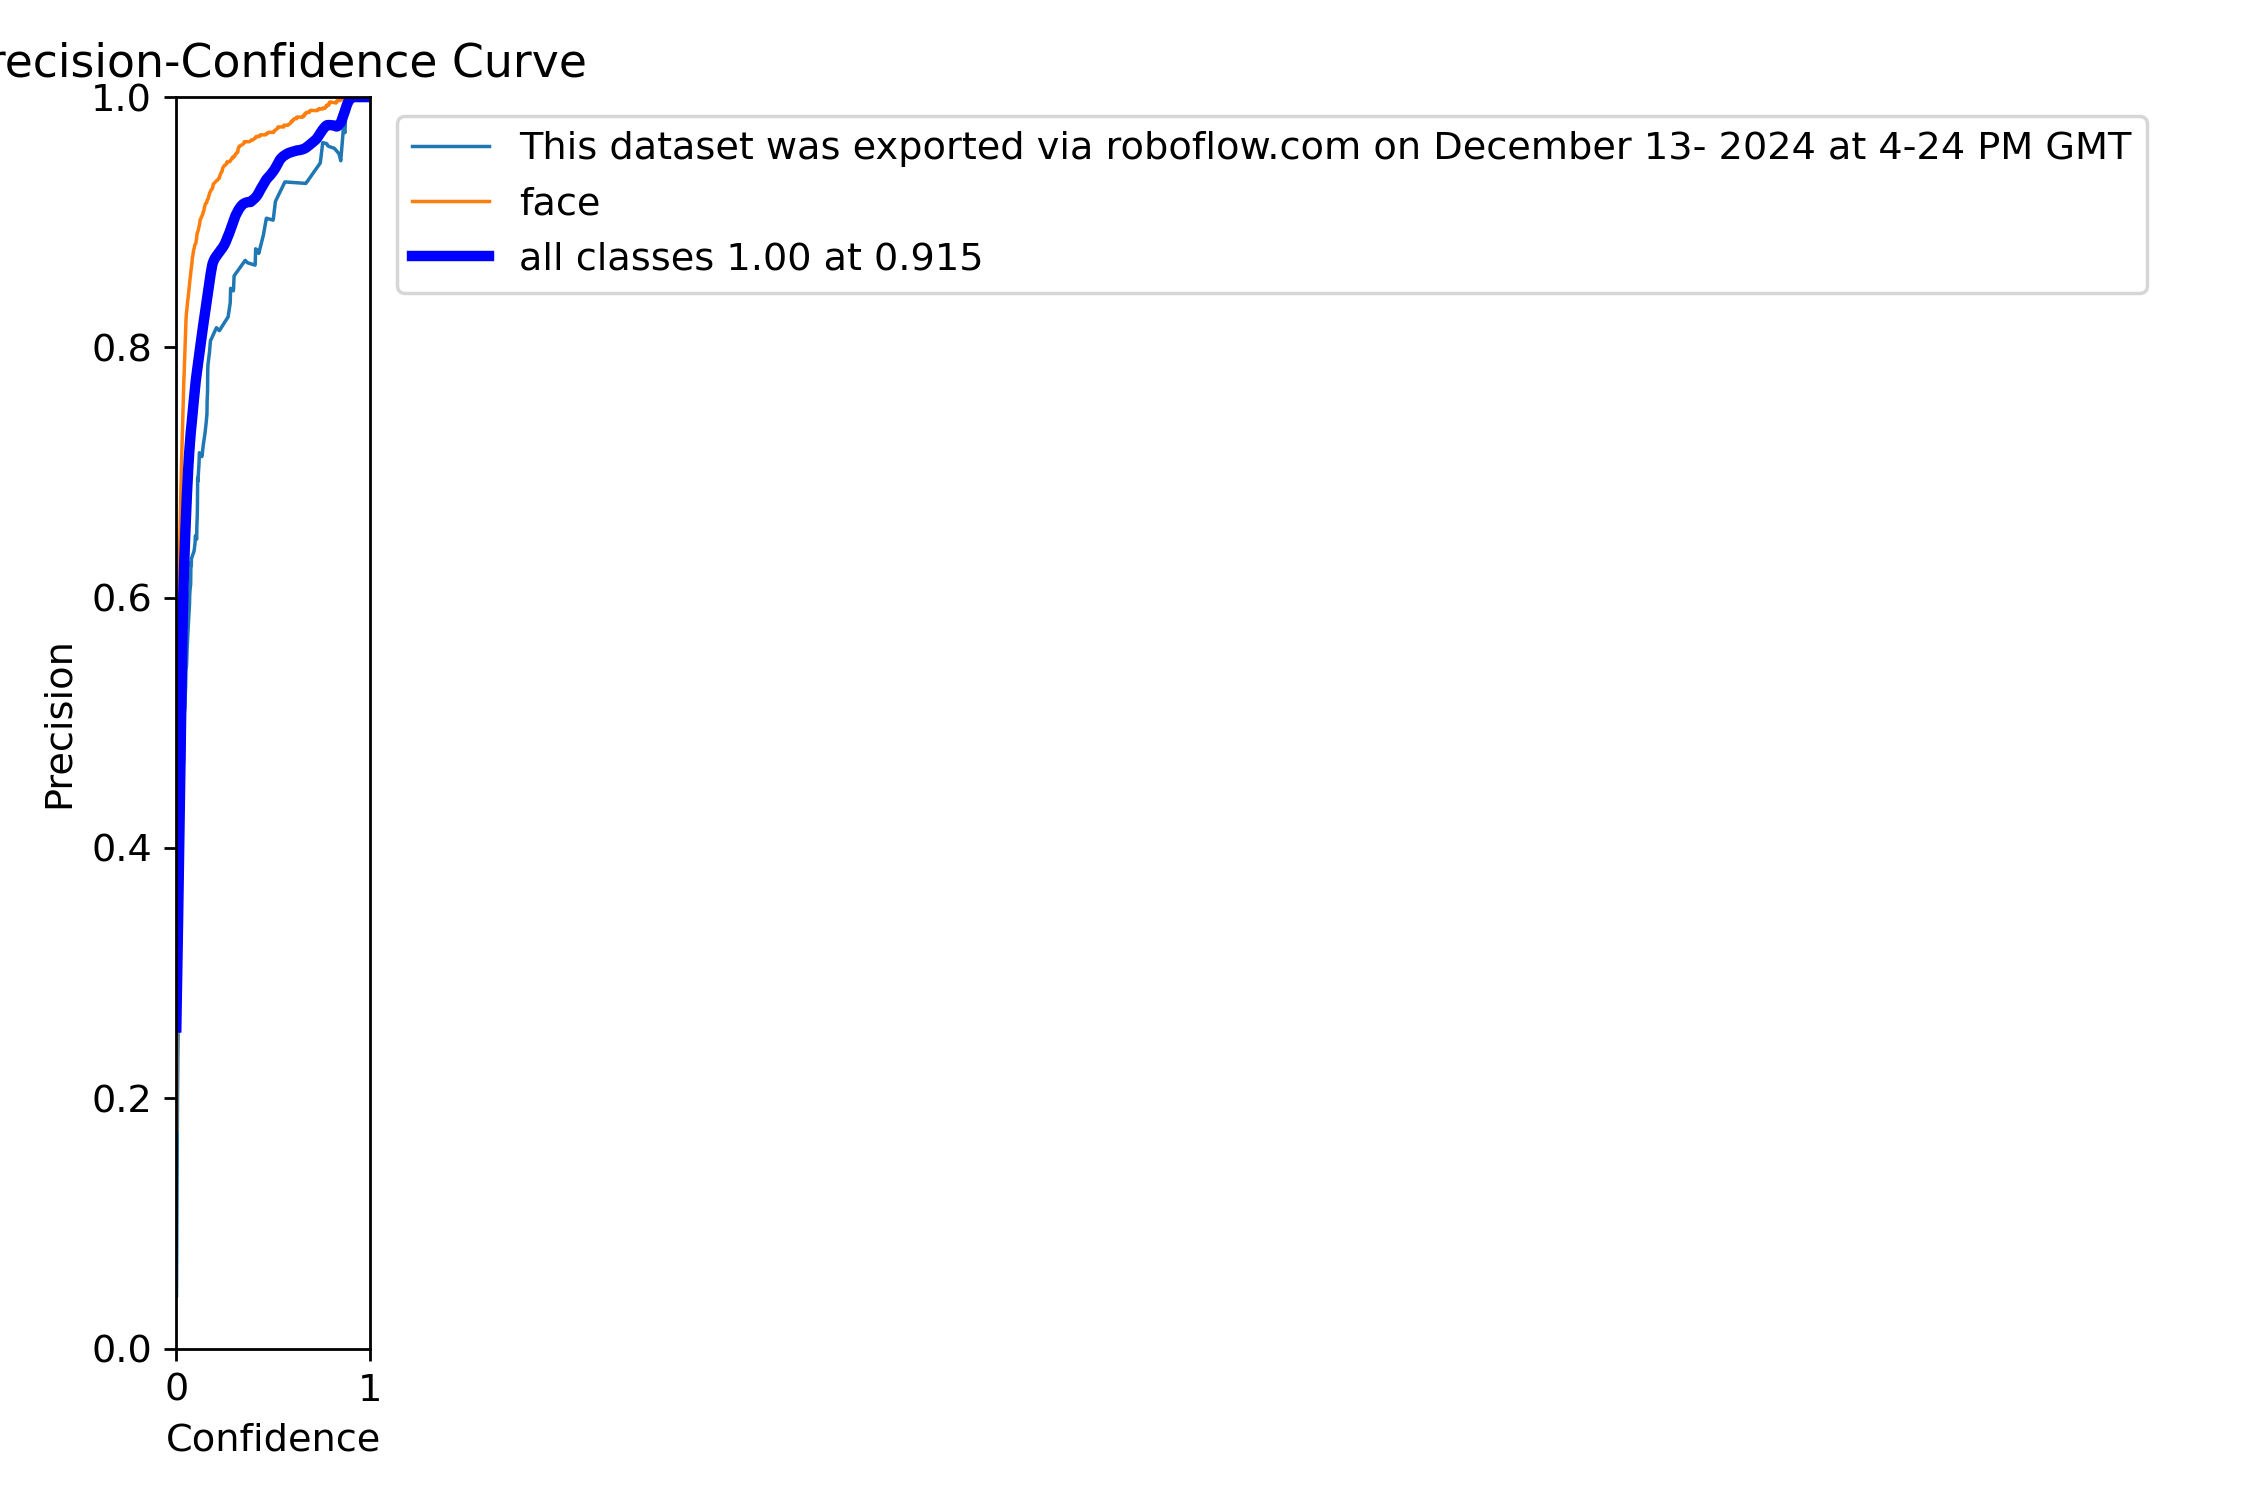 recision-Confidence Curve
This dataset was exported via roboflow.com on December 13- 2024 at 4-24 PM GMT
face
all classes 1.00 at 0.915
1.0
0.8
0.6
0.4
0.2
0.0
Precision
0 1
Confidence